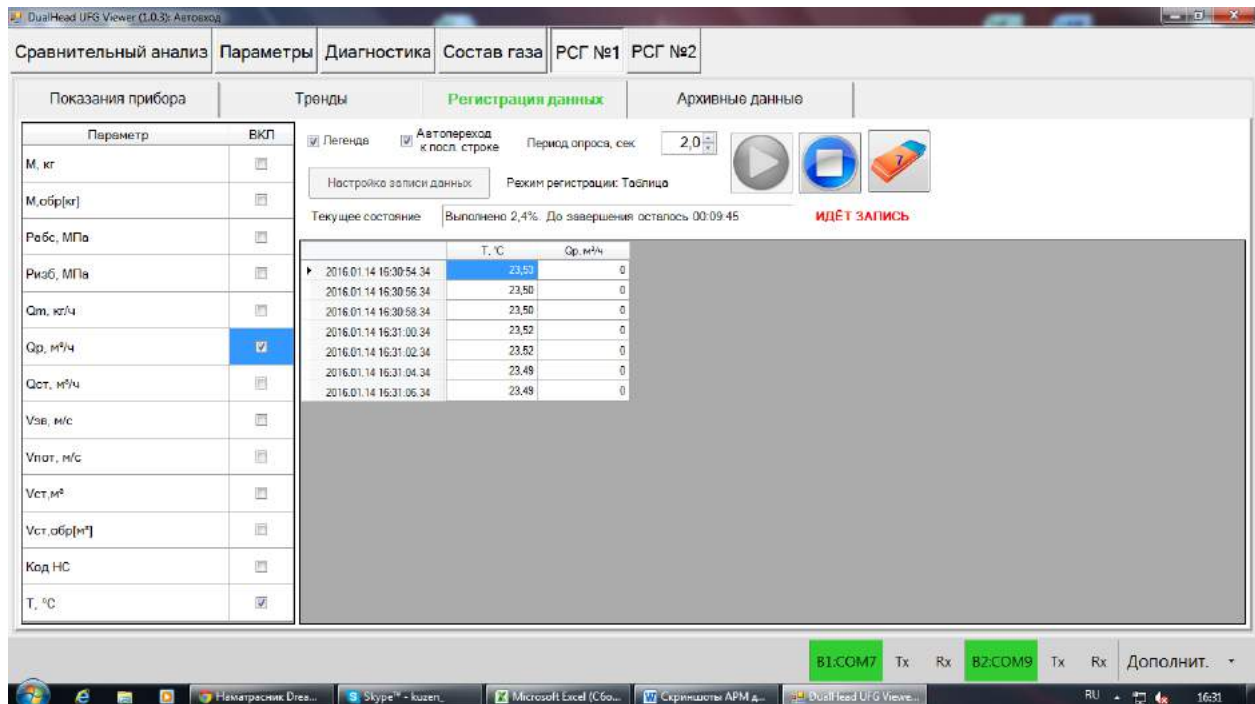 DualHead UFG Viewer (1.0.3): Автовход
Сравнительный анализ Параметры Диагностика Состав газа РСГ №1 РСГ №2
Показания прибора Тренды Регистрация данных Архивные данные
Параметр ВКЛ
М, кг
М,обр[кг]
Рабс, МПа
Ризб, МПа
Qm, кг/ч
Qр, м³/ч
Qст, м³/ч
Vзв, м/с
Vпот, м/с
Vст,м³
Vст,обр[м³]
Код НС
Т, °С
Легенда Автопереход к посл. строке Период опроса, сек 2,0
Настройка записи данных Режим регистрации: Таблица
Текущее состояние Выполнено 2,4%. До завершения осталось 00:09:45 ИДЁТ ЗАПИСЬ
Т, °С Qр, м³/ч
2016.01.14 16:30:54.34 23,53 0
2016.01.14 16:30:56.34 23,50 0
2016.01.14 16:30:58.34 23,50 0
2016.01.14 16:31:00.34 23,52 0
2016.01.14 16:31:02.34 23,52 0
2016.01.14 16:31:04.34 23,49 0
2016.01.14 16:31:06.34 23,49 0
B1:COM7 Tx Rx B2:COM9 Tx Rx Дополнит.
Наматрасник Drea... Skype™ - kuzen_ Microsoft Excel (Сбо... Скриншоты АРМ д... DualHead UFG Viewe... RU 16:31